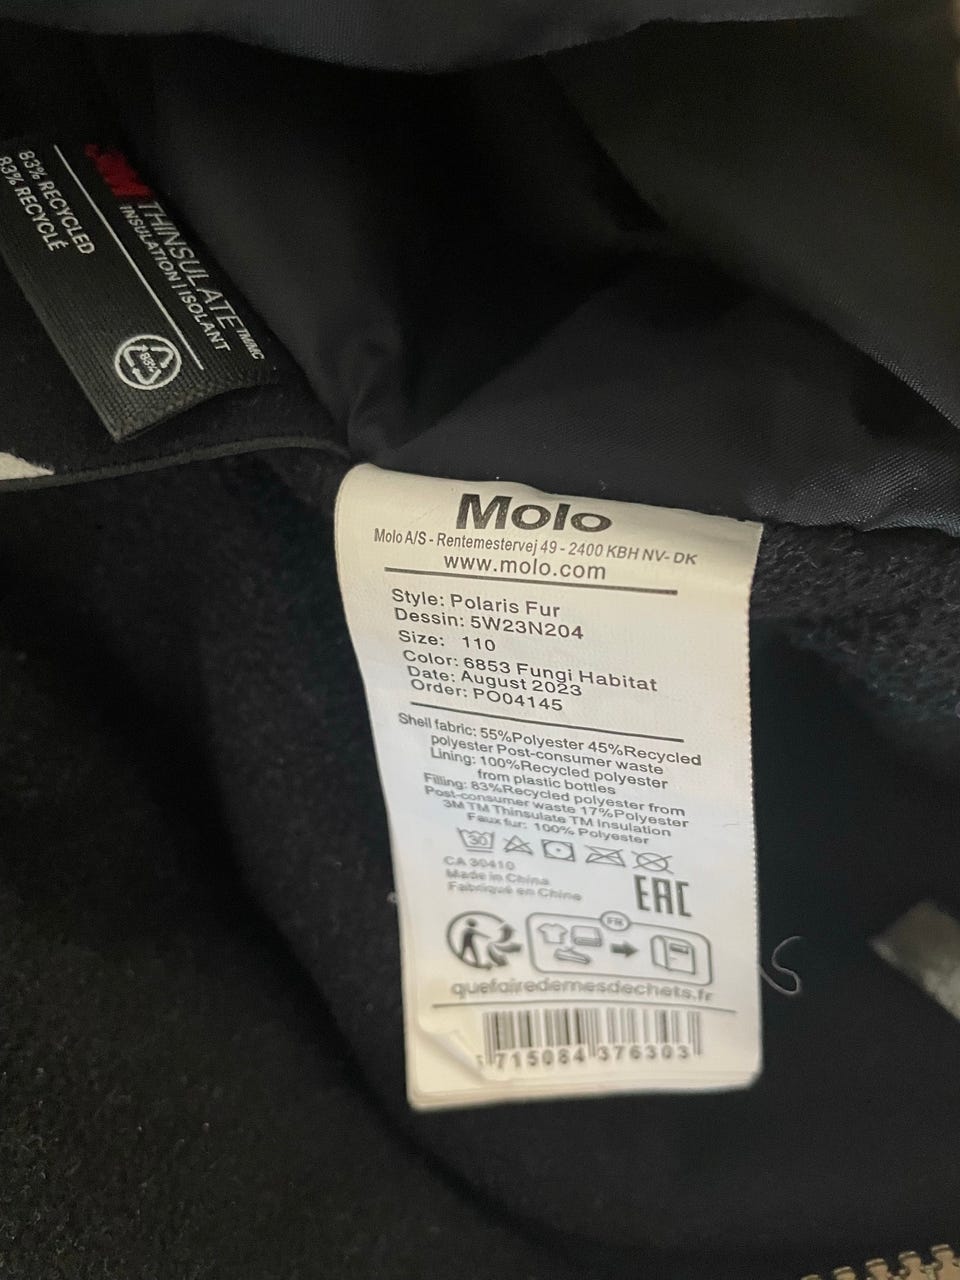 83% RECYCLED
83% RECYCLÉ
3M
THINSULATE TM/MC
INSULATION | ISOLANT
83%
Molo
Molo A/S - Rentemestervej 49 - 2400 KBH NV- DK
www.molo.com
Style: Polaris Fur
Dessin: 5W23N204
Size: 110
Color: 6853 Fungi Habitat
Date: August 2023
Order: PO04145
Shell fabric: 55%Polyester 45%Recycled
polyester Post-consumer waste
Lining: 100%Recycled polyester
from plastic bottles
Filling: 83%Recycled polyester from
Post-consumer waste 17%Polyester
3M TM Thinsulate TM Insulation
Faux fur: 100% Polyester
30
CA 30410
Made in China
Fabriqué en Chine
EAC
FR
quefairedemesdechets.fr
5 715084 376303